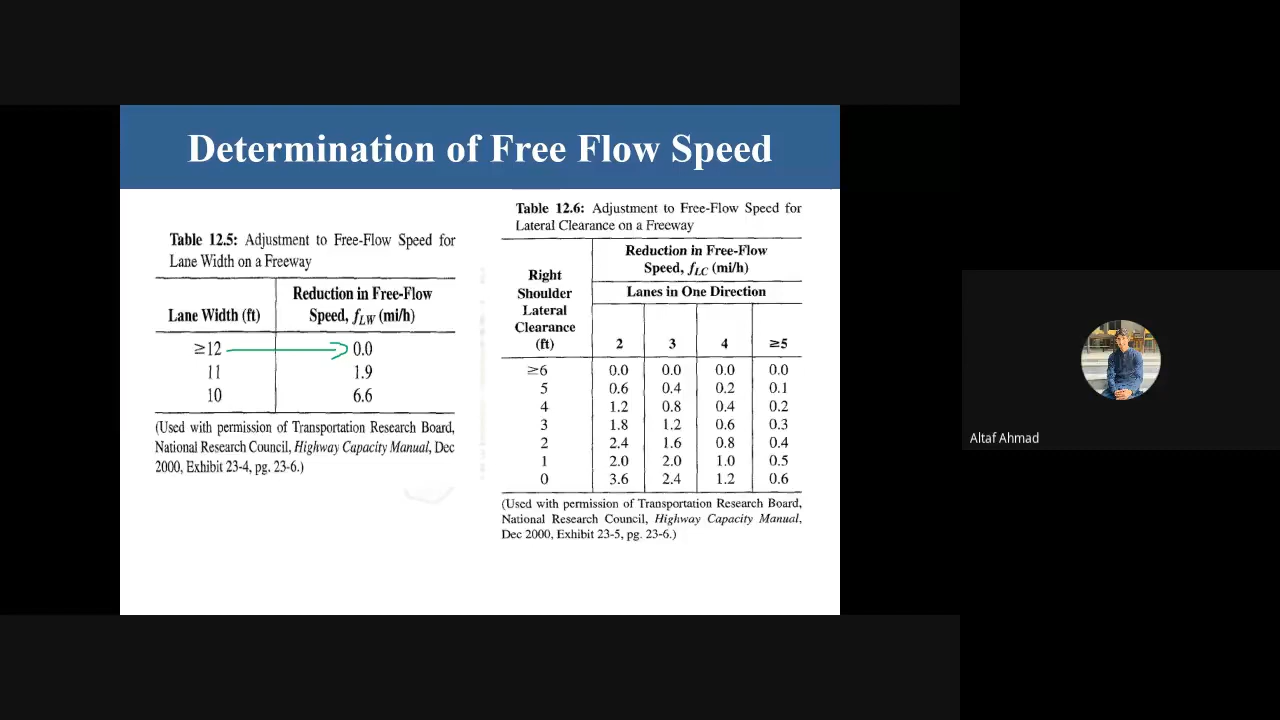 Determination of Free Flow Speed
Table 12.5: Adjustment to Free-Flow Speed for
Lane Width on a Freeway
Lane Width (ft)
Reduction in Free-Flow
Speed, fLW (mi/h)
≥12 0.0
11 1.9
10 6.6
(Used with permission of Transportation Research Board,
National Research Council, Highway Capacity Manual, Dec
2000, Exhibit 23-4, pg. 23-6.)
Table 12.6: Adjustment to Free-Flow Speed for
Lateral Clearance on a Freeway
Right
Shoulder
Lateral
Clearance
(ft)
Reduction in Free-Flow
Speed, fLC (mi/h)
Lanes in One Direction
2 3 4 ≥5
≥6 0.0 0.0 0.0 0.0
5 0.6 0.4 0.2 0.1
4 1.2 0.8 0.4 0.2
3 1.8 1.2 0.6 0.3
2 2.4 1.6 0.8 0.4
1 2.0 2.0 1.0 0.5
0 3.6 2.4 1.2 0.6
(Used with permission of Transportation Research Board,
National Research Council, Highway Capacity Manual,
Dec 2000, Exhibit 23-5, pg. 23-6.)
Altaf Ahmad